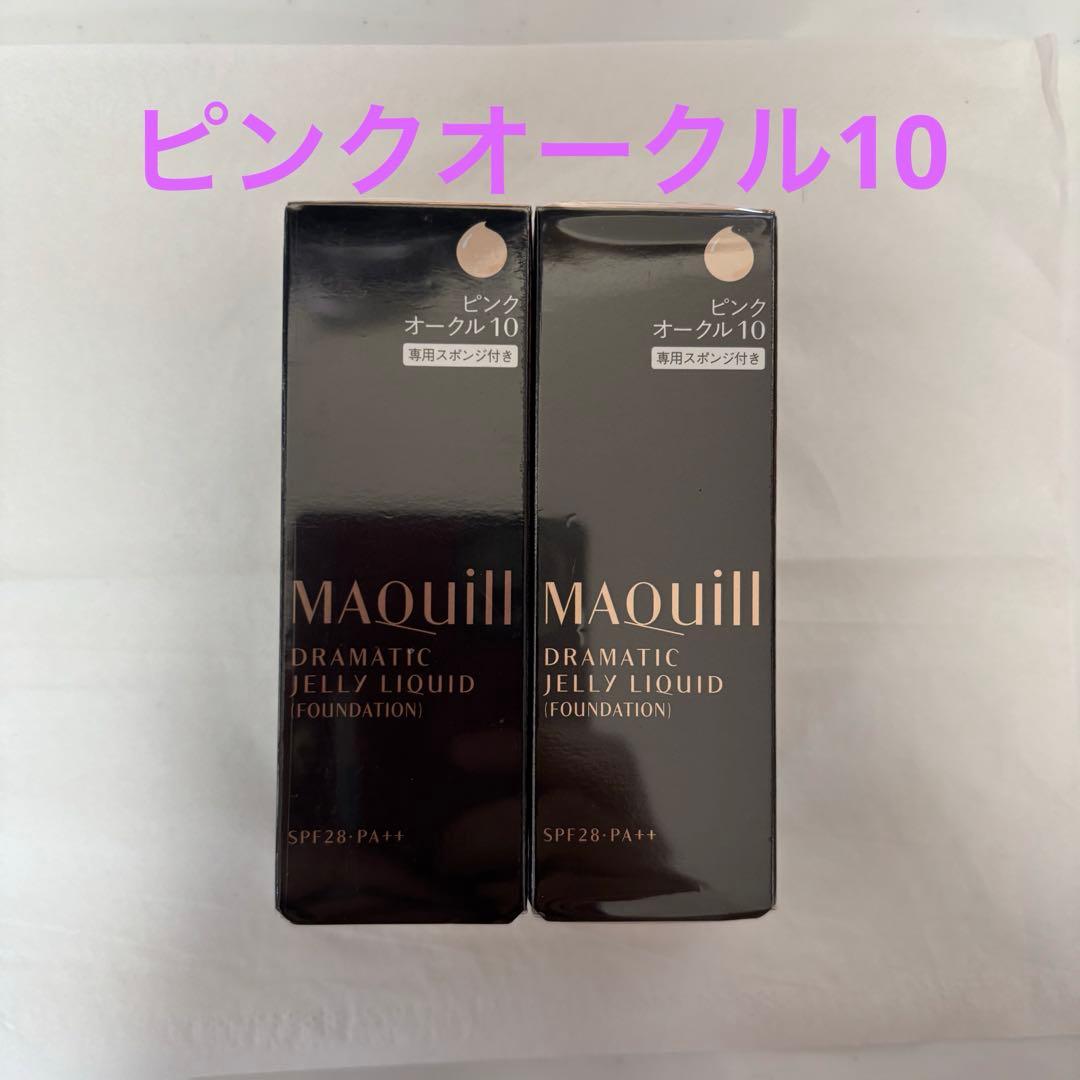 ピンクオークル10
ピンク
オークル10
専用スポンジ付き
MAQuill
DRAMATIC
JELLY LIQUID
(FOUNDATION)
SPF28·PA++
ピンク
オークル10
専用スポンジ付き
MAQuill
DRAMATIC
JELLY LIQUID
(FOUNDATION)
SPF28·PA++